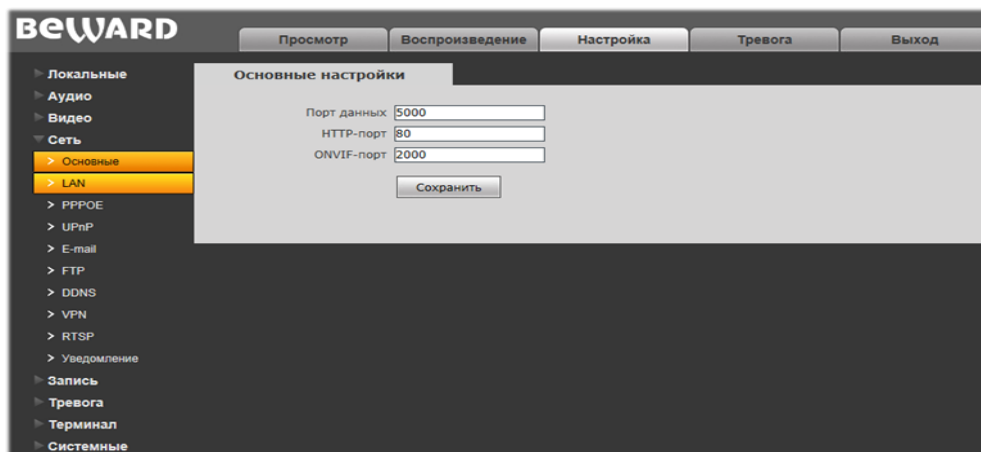 BEWARD
Просмотр
Воспроизведение
Настройка
Тревога
Выход
Локальные
Аудио
Видео
Сеть
> Основные
> LAN
> PPPOE
> UPnP
> E-mail
> FTP
> DDNS
> VPN
> RTSP
> Уведомление
Запись
Тревога
Терминал
Системные
Основные настройки
Порт данных 5000
HTTP-порт 80
ONVIF-порт 2000
Сохранить